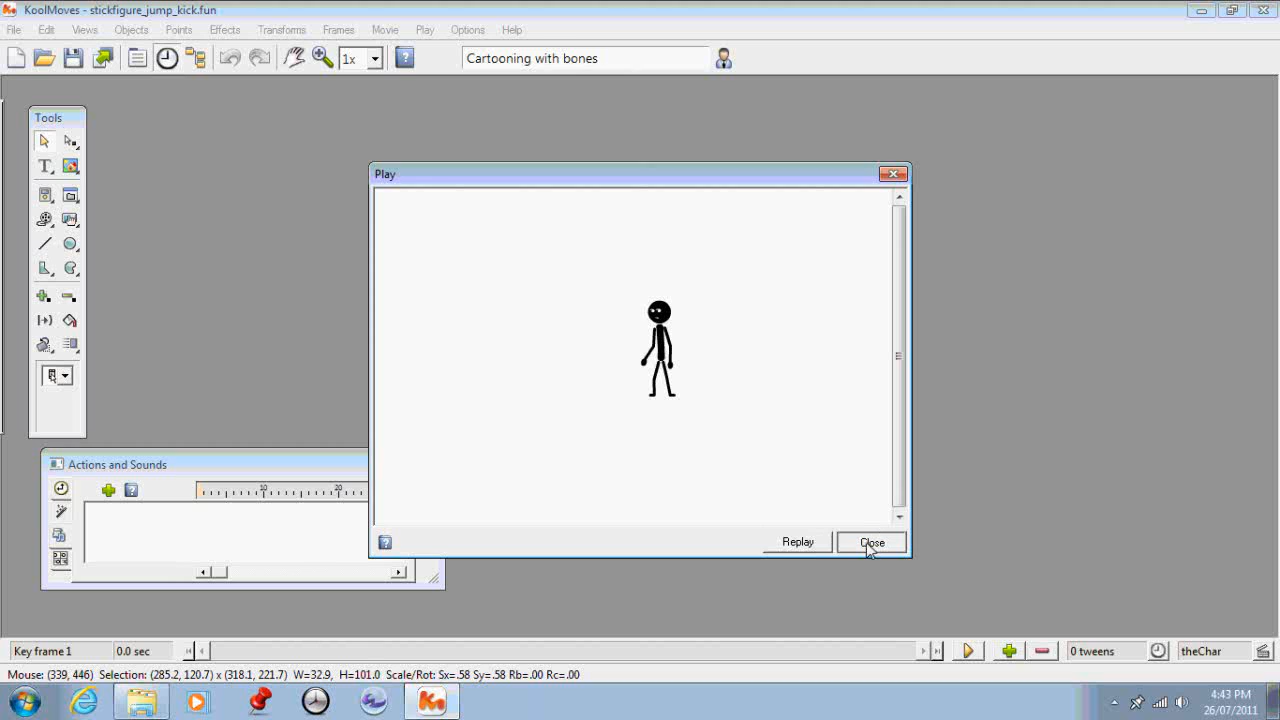 KoolMoves - stickfigure_jump_kick.fun
File Edit Views Objects Points Effects Transforms Frames Movie Play Options Help
1x Cartooning with bones
Tools
Play
Actions and Sounds
10 20
Replay Close
Key frame 1 0.0 sec 0 tweens theChar
Mouse: (339, 446) Selection: (285.2, 120.7) x (318.1, 221.7) W=32.9, H=101.0 Scale/Rot: Sx=.58 Sy=.58 Rb=.00 Rc=.00
4:43 PM
26/07/2011